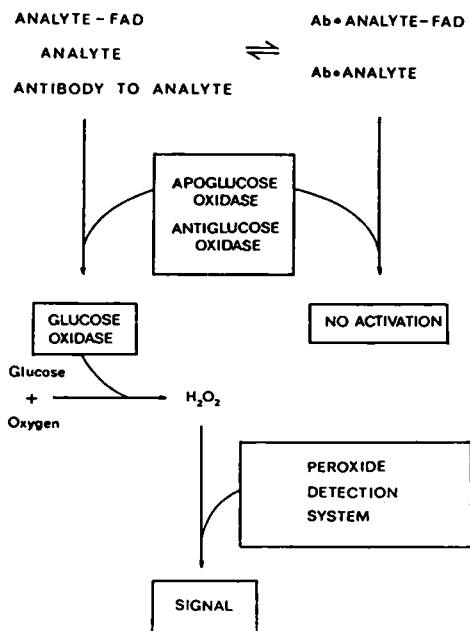 ANALYTE - FAD
Ab•ANALYTE-FAD
ANALYTE
⇌
Ab•ANALYTE
ANTIBODY TO ANALYTE
APOGLUCOSE
OXIDASE
ANTIGLUCOSE
OXIDASE
GLUCOSE
OXIDASE
NO ACTIVATION
Glucose
+
Oxygen
H₂O₂
PEROXIDE
DETECTION
SYSTEM
SIGNAL